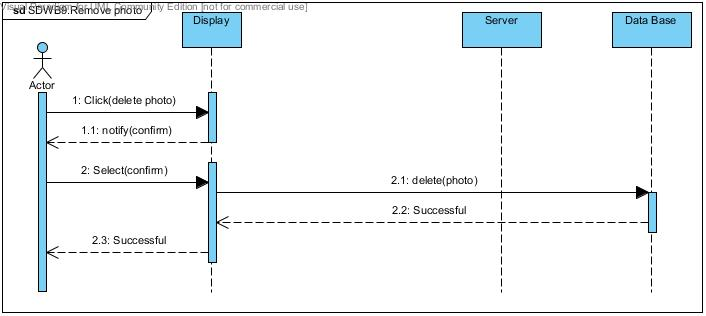 Visual Paradigm for UML Community Edition [not for commercial use]
sd SDWB9.Remove photo
Display
Server
Data Base
Actor
1: Click(delete photo)
1.1: notify(confirm)
2: Select(confirm)
2.1: delete(photo)
2.2: Successful
2.3: Successful